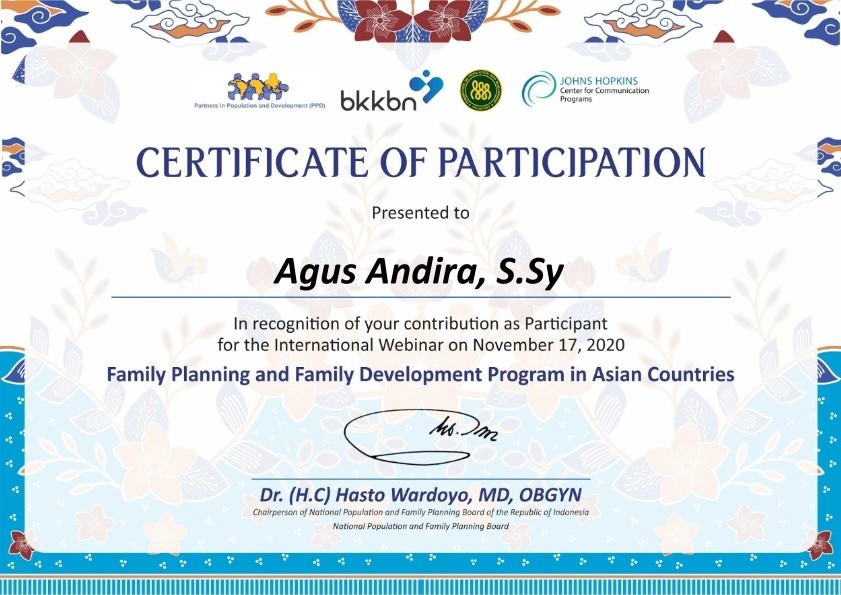 Partners in Population and Development (PPD)
bkkbn
JOHNS HOPKINS
Center for Communication
Programs
CERTIFICATE OF PARTICIPATION
Presented to
Agus Andira, S.Sy
In recognition of your contribution as Participant
for the International Webinar on November 17, 2020
Family Planning and Family Development Program in Asian Countries
Dr. (H.C) Hasto Wardoyo, MD, OBGYN
Chairperson of National Population and Family Planning Board of the Republic of Indonesia
National Population and Family Planning Board